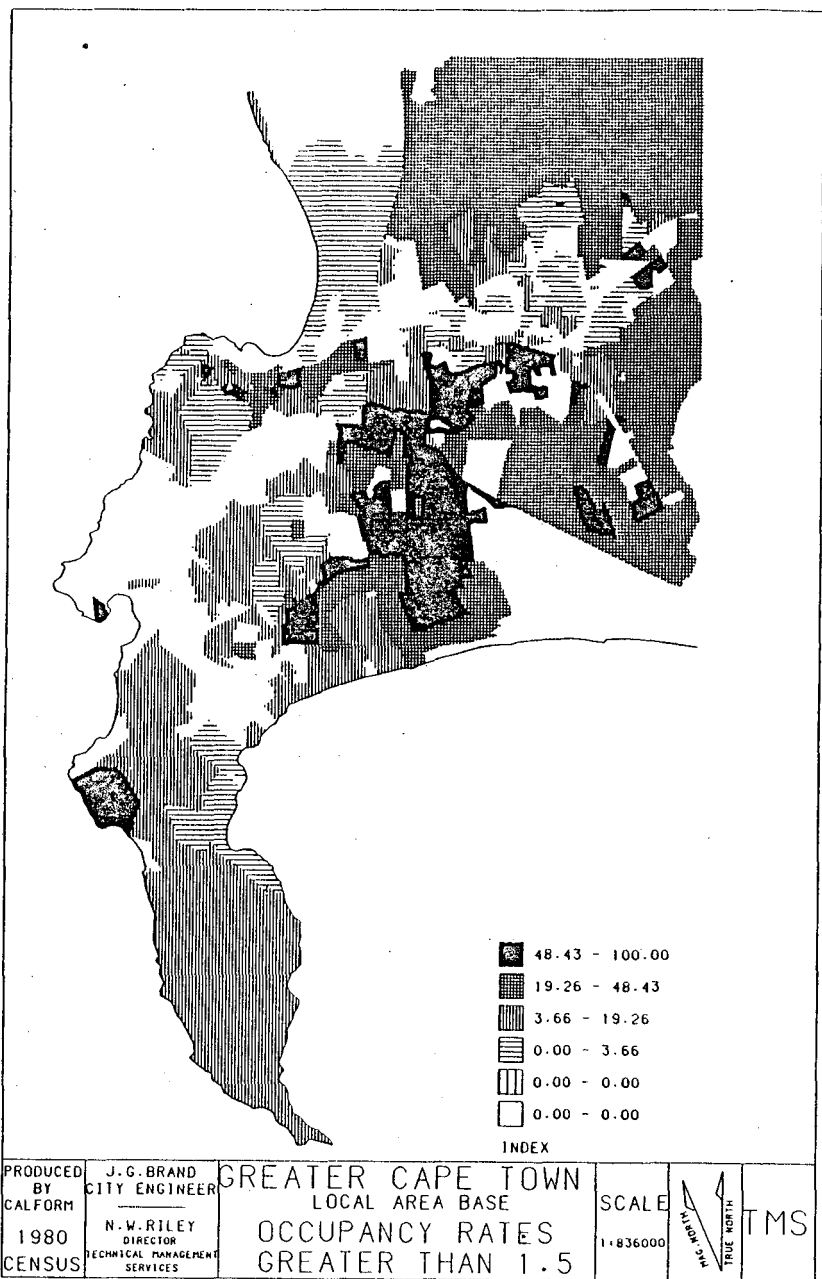 48.43 - 100.00
19.26 - 48.43
3.66 - 19.26
0.00 - 3.66
0.00 - 0.00
0.00 - 0.00
INDEX
PRODUCED
BY
CALFORM
1980
CENSUS
J.G.BRAND
CITY ENGINEER
N.W.RILEY
DIRECTOR
TECHNICAL MANAGEMENT
SERVICES
GREATER CAPE TOWN
LOCAL AREA BASE
OCCUPANCY RATES
GREATER THAN 1.5
SCALE
1:836000
MAG.NORTH
TRUE NORTH
TMS